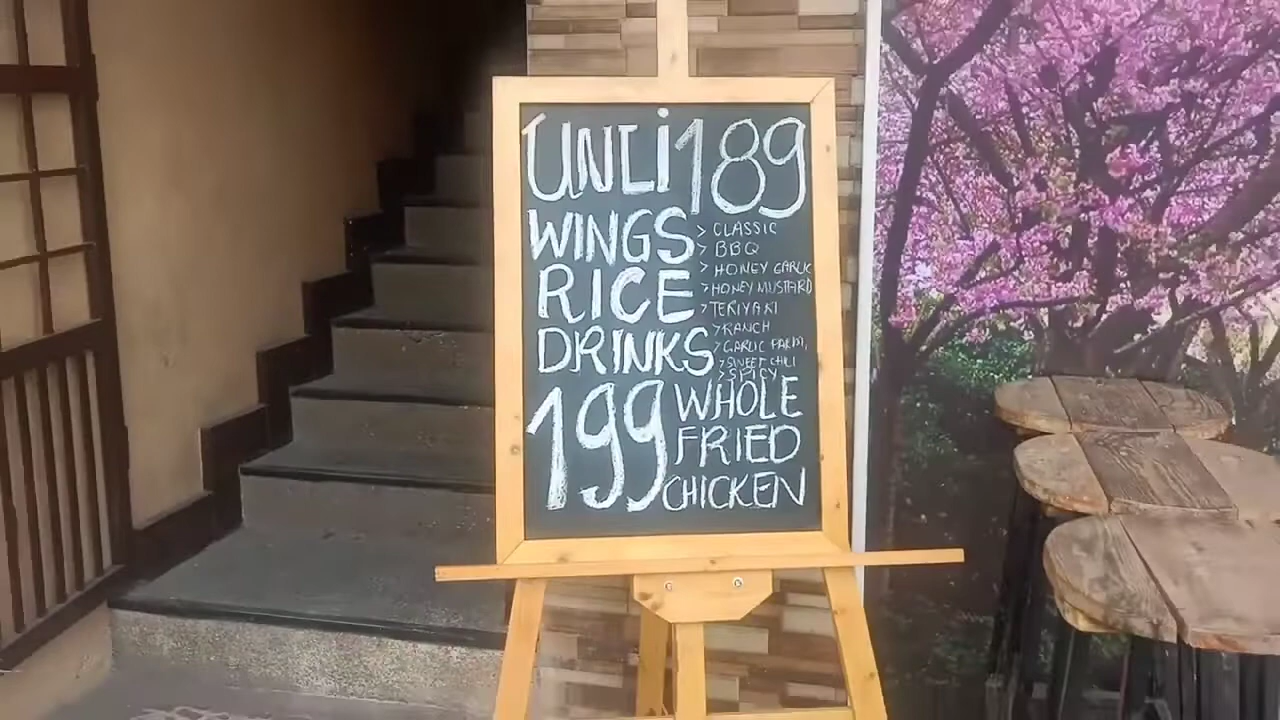 UNLi 189
WINGS
RICE
DRINKS
> CLASSIC
> BBQ
> HONEY GARLIC
> HONEY MUSTARD
> TERIYAKI
> RANCH
> GARLIC PARM,
> SWEET CHILI
> SPICY
199 WHOLE
FRIED
CHICKEN